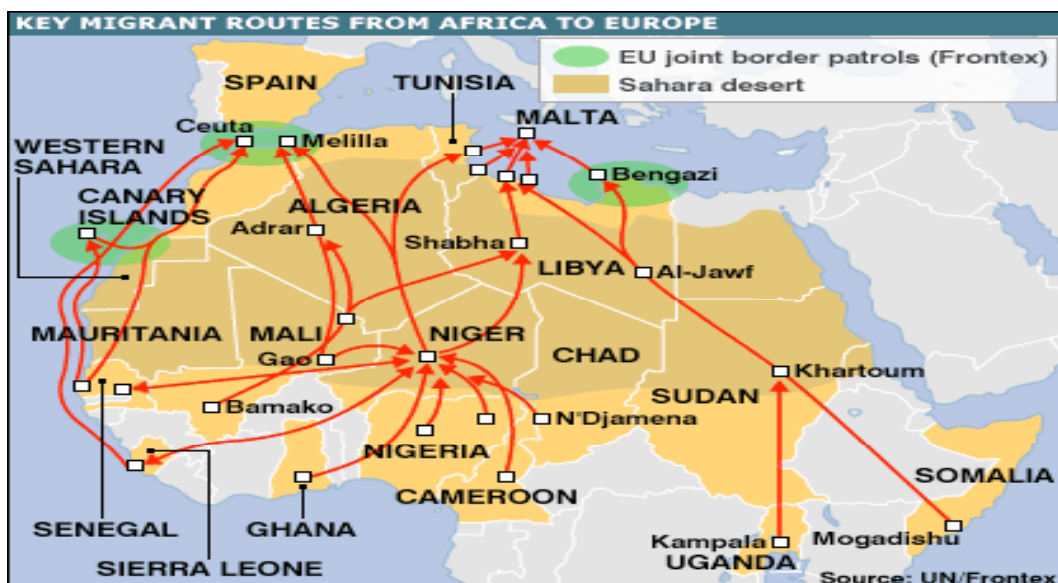 KEY MIGRANT ROUTES FROM AFRICA TO EUROPE
EU joint border patrols (Frontex)
Sahara desert
SPAIN
TUNISIA
MALTA
Ceuta
Melilla
WESTERN
SAHARA
Bengazi
CANARY
ISLANDS
ALGERIA
Adrar
Shabha
LIBYA
Al-Jawf
MAURITANIA
MALI
NIGER
Gao
CHAD
Khartoum
SUDAN
Bamako
N'Djamena
NIGERIA
SOMALIA
CAMEROON
SENEGAL
GHANA
Kampala
Mogadishu
UGANDA
SIERRA LEONE
Source: UN/Frontex